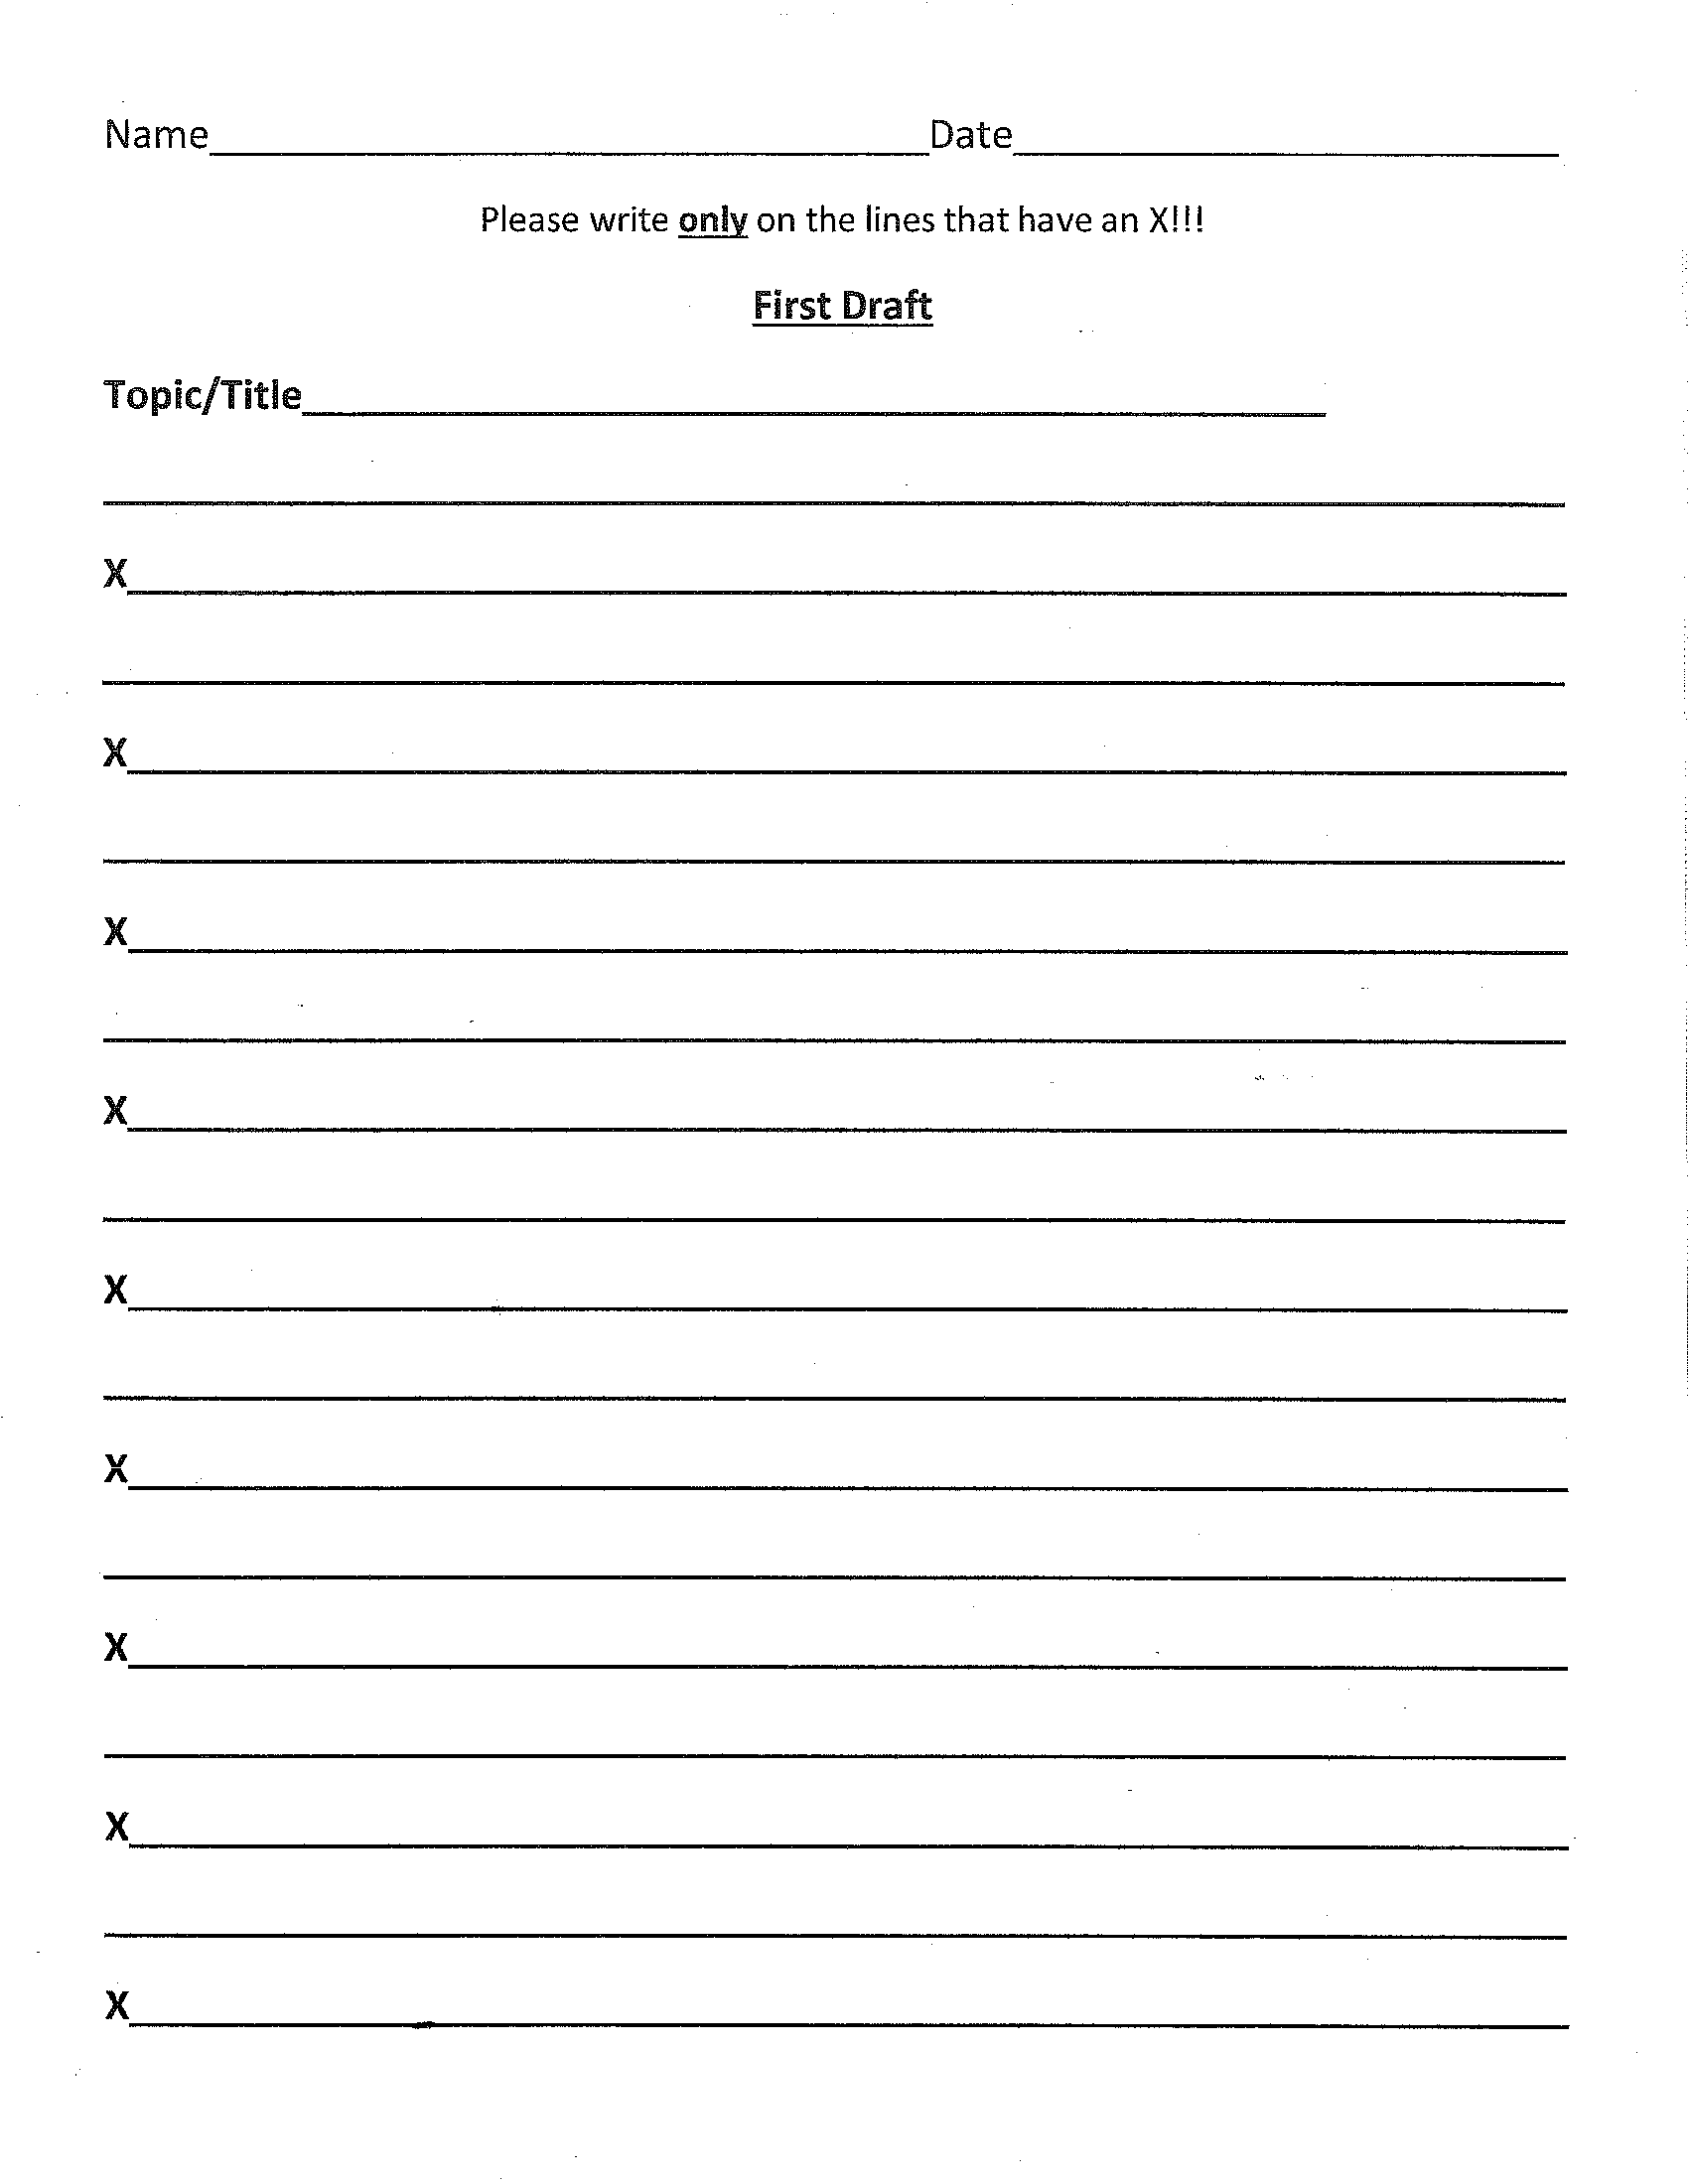 Name Date
Please write only on the lines that have an X!!!
First Draft
Topic/Title
X
X
X
X
X
X
X
X
X